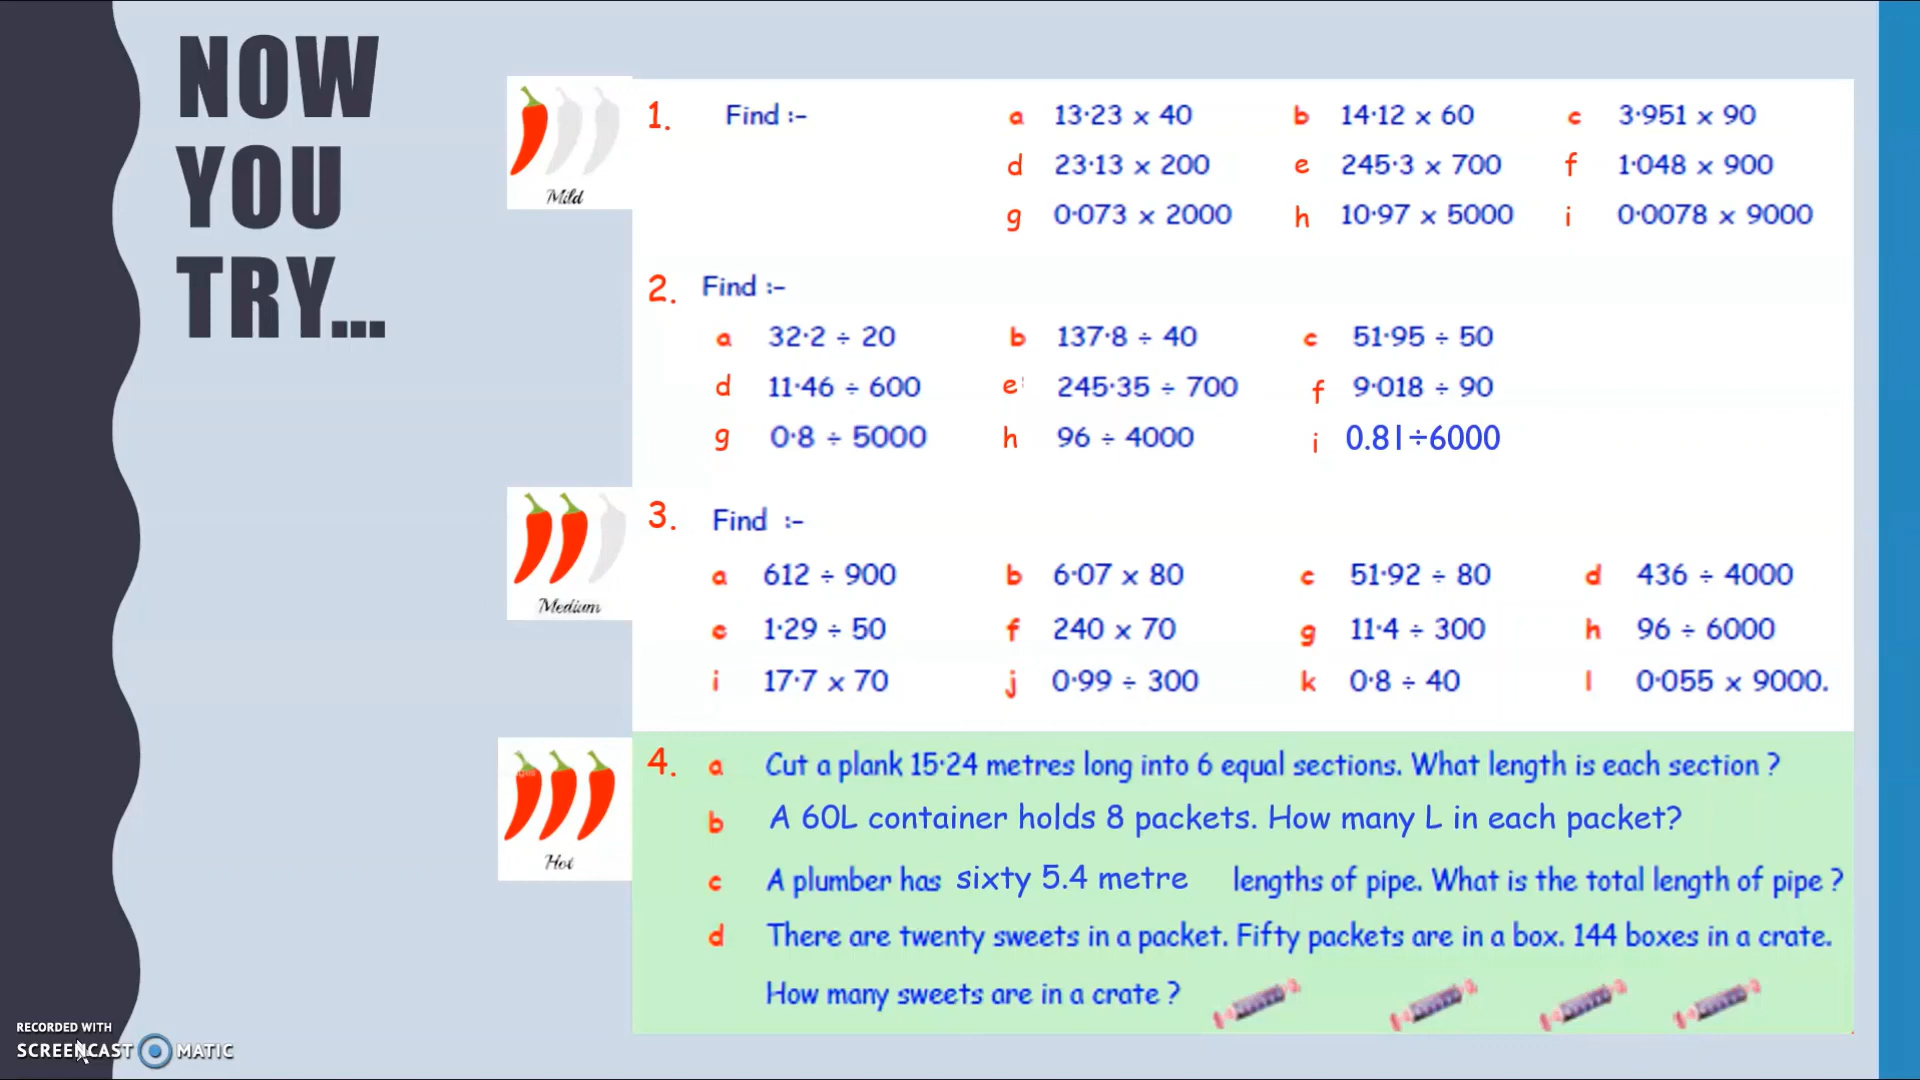 NOW
YOU
TRY...
Mild
1. Find :-
a 13·23 x 40 b 14·12 x 60 c 3·951 x 90
d 23·13 x 200 e 245·3 x 700 f 1·048 x 900
g 0·073 x 2000 h 10·97 x 5000 i 0·0078 x 9000
2. Find :-
a 32·2 ÷ 20 b 137·8 ÷ 40 c 51·95 ÷ 50
d 11·46 ÷ 600 e 245·35 ÷ 700 f 9·018 ÷ 90
g 0·8 ÷ 5000 h 96 ÷ 4000 i 0.81÷6000
Medium
3. Find :-
a 612 ÷ 900 b 6·07 x 80 c 51·92 ÷ 80 d 436 ÷ 4000
e 1·29 ÷ 50 f 240 x 70 g 11·4 ÷ 300 h 96 ÷ 6000
i 17·7 x 70 j 0·99 ÷ 300 k 0·8 ÷ 40 l 0·055 x 9000.
Hot
4. a Cut a plank 15·24 metres long into 6 equal sections. What length is each section ?
b A 60L container holds 8 packets. How many L in each packet?
c A plumber has sixty 5.4 metre lengths of pipe. What is the total length of pipe ?
d There are twenty sweets in a packet. Fifty packets are in a box. 144 boxes in a crate.
How many sweets are in a crate ?
RECORDED WITH
SCREENCAST MATIC